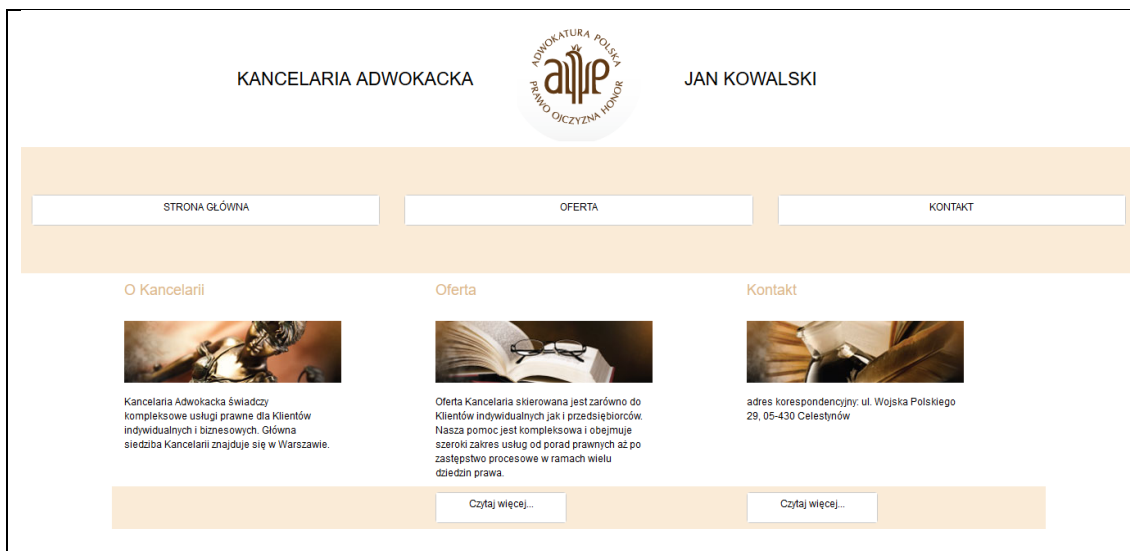 KANCELARIA ADWOKACKA
ADWOKATURA POLSKA
PRAWO OJCZYZNA HONOR
JAN KOWALSKI
STRONA GŁÓWNA
OFERTA
KONTAKT
O Kancelarii
Kancelaria Adwokacka świadczy
kompleksowe usługi prawne dla Klientów
indywidualnych i biznesowych. Główna
siedziba Kancelarii znajduje się w Warszawie.
Oferta
Oferta Kancelaria skierowana jest zarówno do
Klientów indywidualnych jak i przedsiębiorców.
Nasza pomoc jest kompleksowa i obejmuje
szeroki zakres usług od porad prawnych aż po
zastępstwo procesowe w ramach wielu
dziedzin prawa.
Czytaj więcej...
Kontakt
adres korespondencyjny: ul. Wojska Polskiego
29, 05-430 Celestynów
Czytaj więcej...